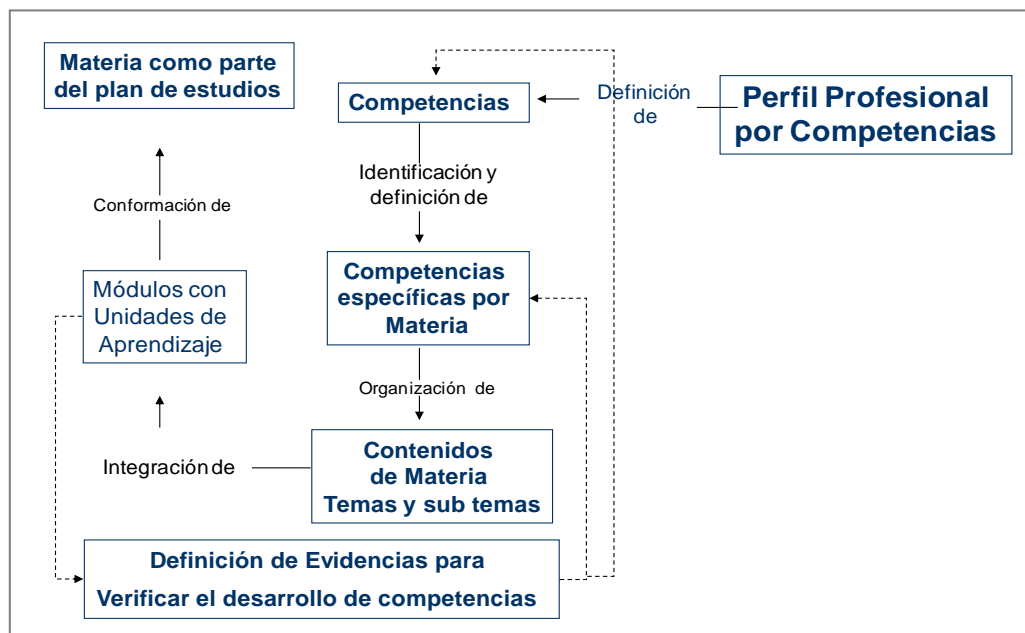 Materia como parte
del plan de estudios
Competencias
Definición
de
Perfil Profesional
por Competencias
Identificación y
definición de
Conformación de
Competencias
específicas por
Materia
Módulos con
Unidades de
Aprendizaje
Organización de
Contenidos
de Materia
Temas y sub temas
Integración de
Definición de Evidencias para
Verificar el desarrollo de competencias